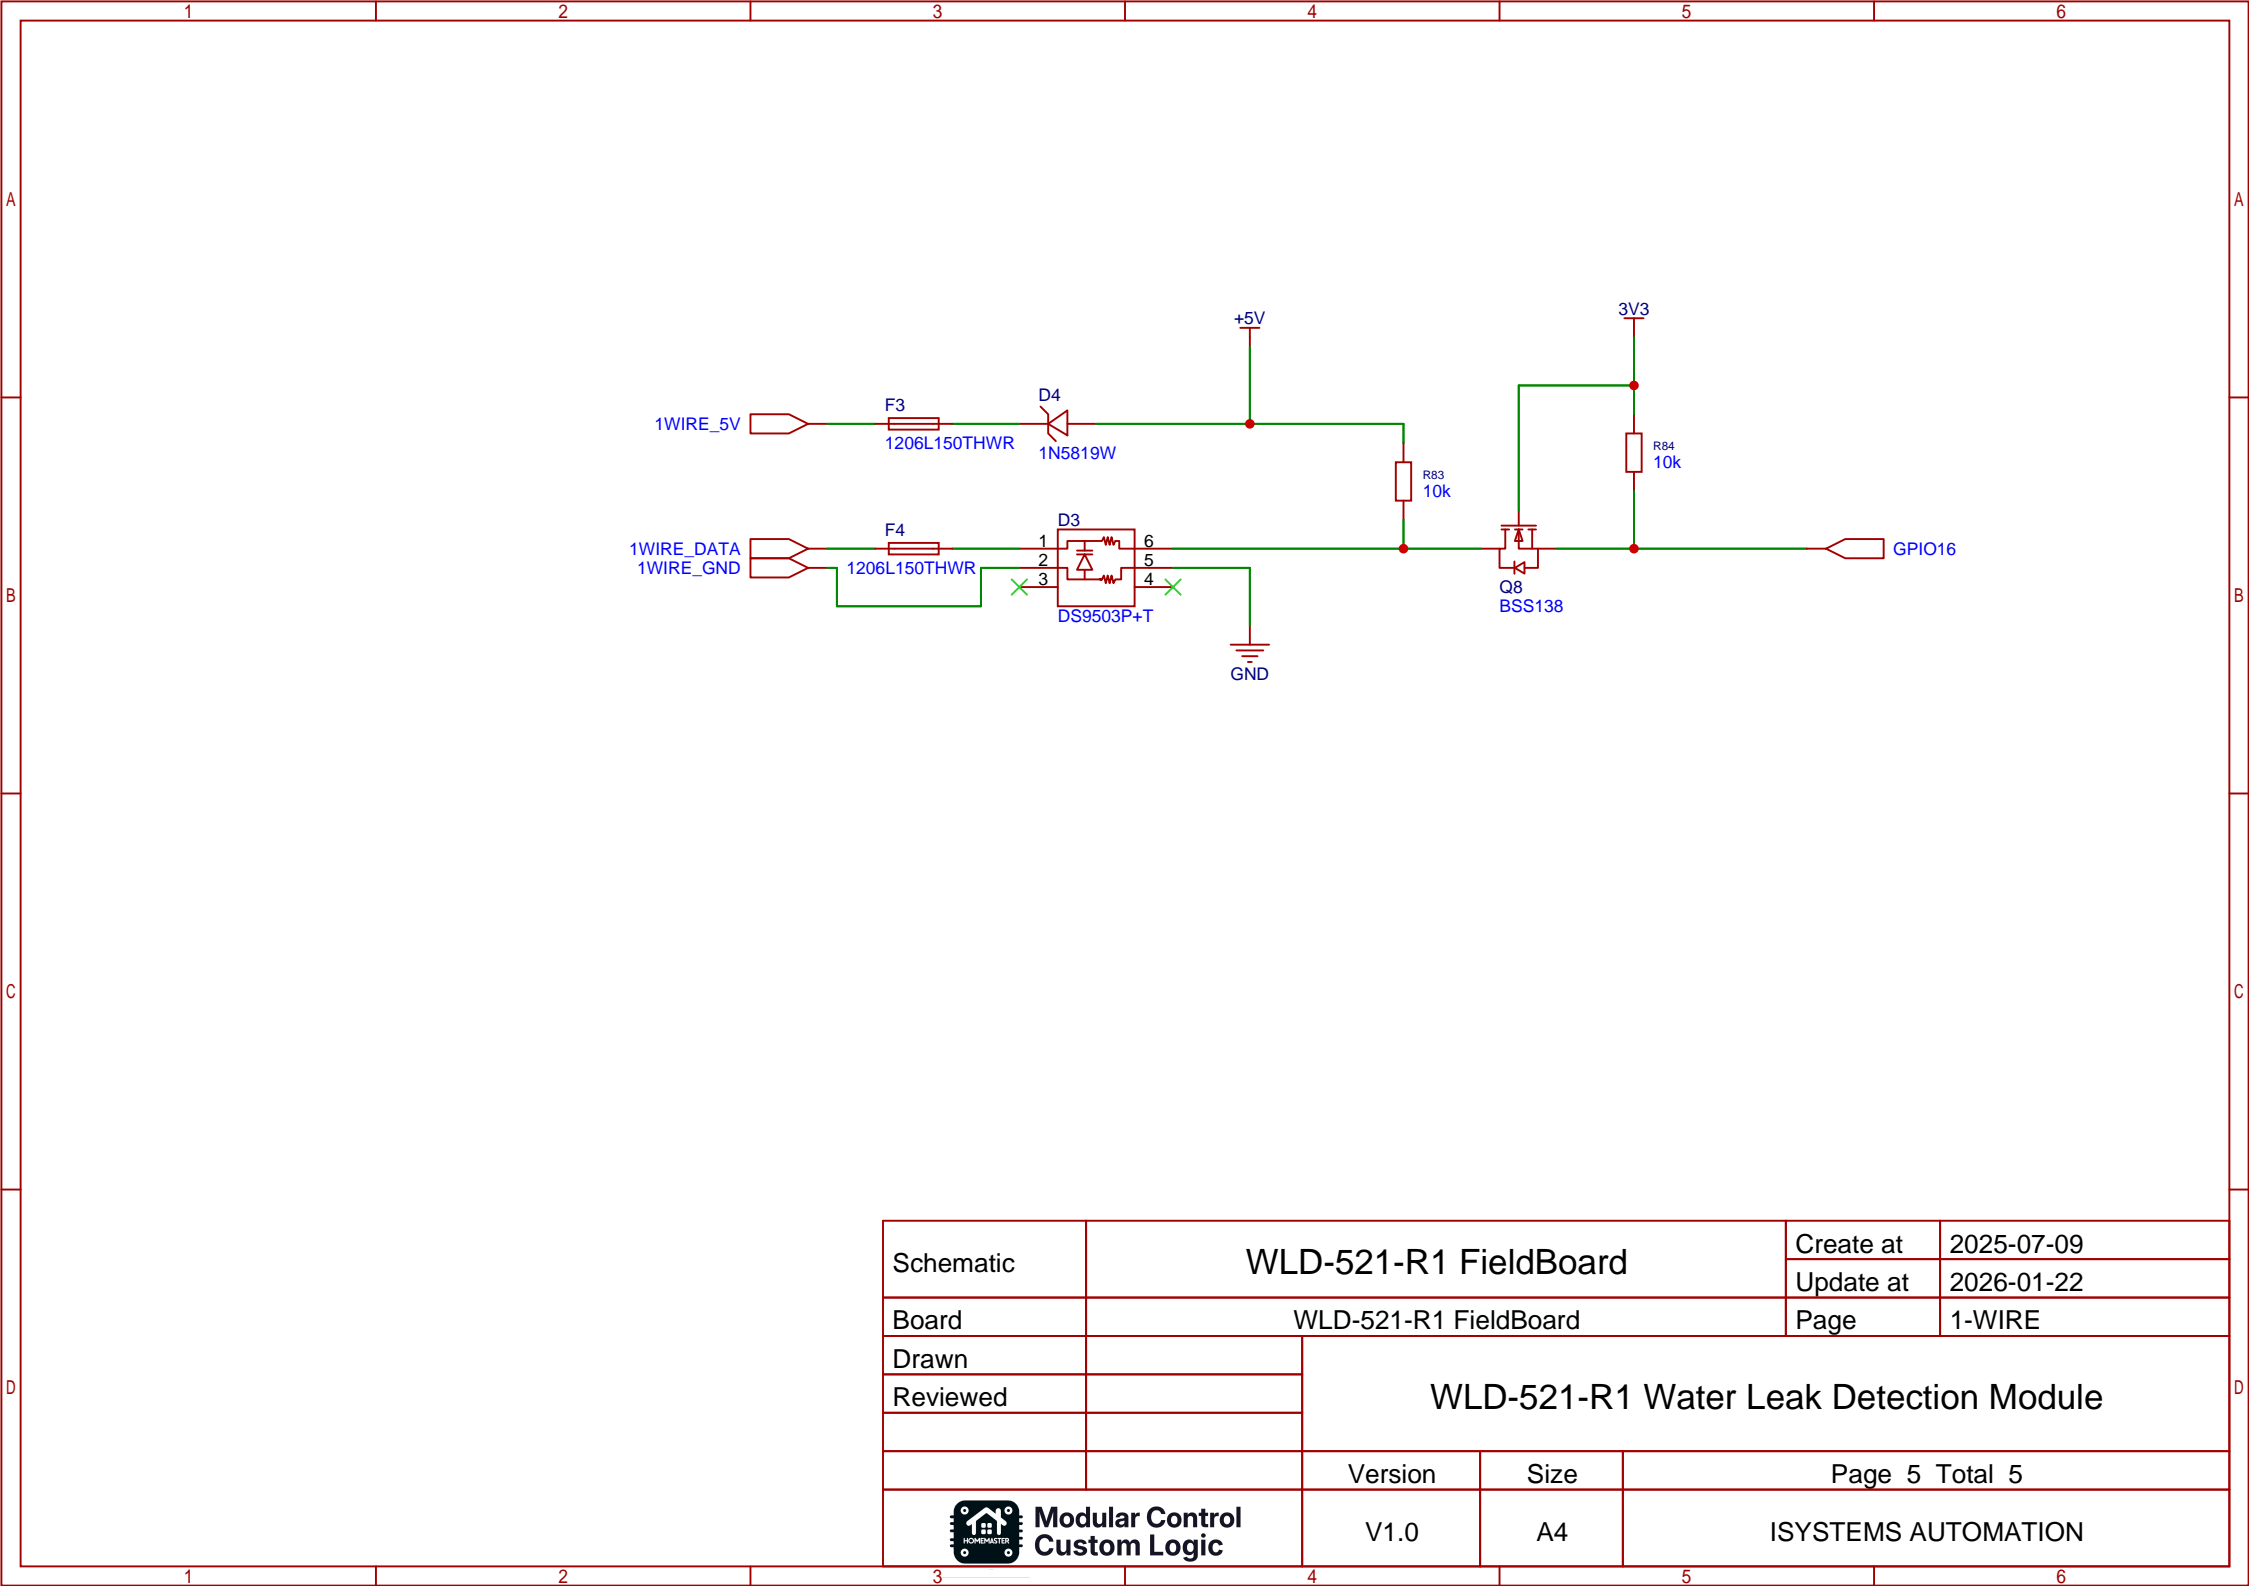 1 2 3 4 5 6
A A
+5V 3V3
D4
F3
1WIRE_5V
1206L150THWR
1N5819W
R84
10k
R83
10k
F4 D3
1WIRE_DATA 1 6 GPIO16
1WIRE_GND 1206L150THWR 2 5
3 4
Q8
B B
BSS138
DS9503P+T
GND
C C
Schematic WLD-521-R1 FieldBoard Create at 2025-07-09
Update at 2026-01-22
Board WLD-521-R1 FieldBoard Page 1-WIRE
Drawn
D D
Reviewed WLD-521-R1 Water Leak Detection Module
Version Size Page 5 Total 5
HOMEMASTER
Modular Control
Custom Logic
V1.0 A4 ISYSTEMS AUTOMATION
1 2 3 4 5 6